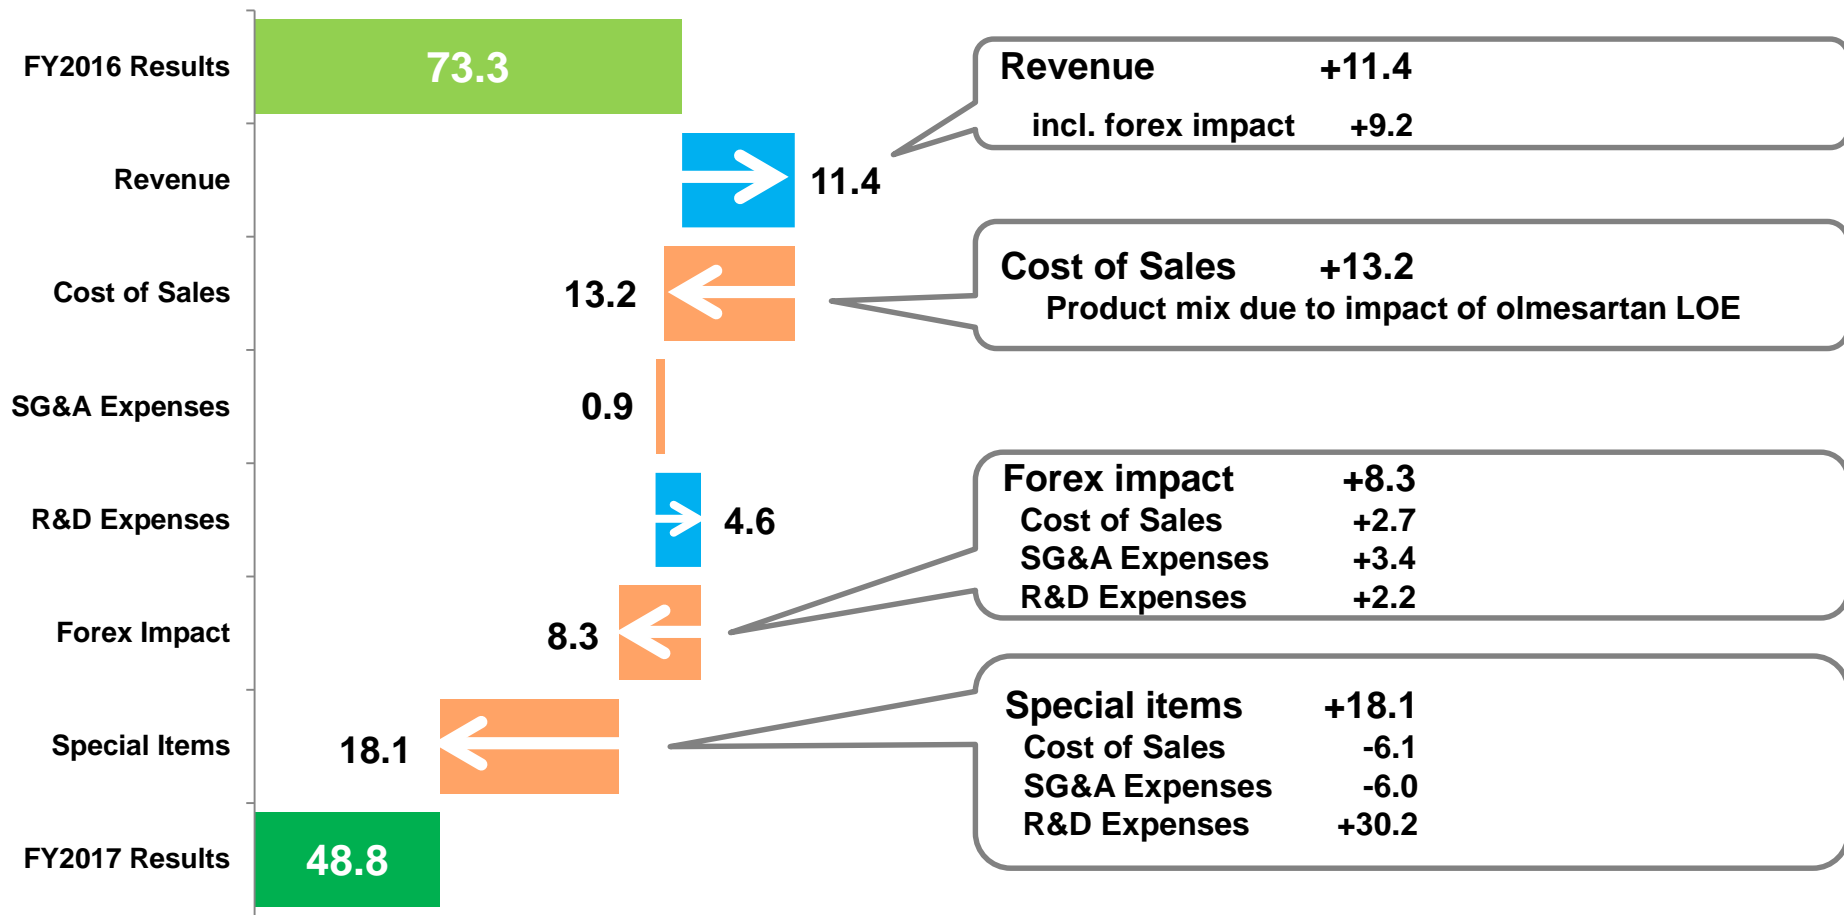 FY2016 Results
73.3
Revenue +11.4
incl. forex impact +9.2
Revenue
11.4
Cost of Sales
13.2
Cost of Sales +13.2
Product mix due to impact of olmesartan LOE
SG&A Expenses
0.9
R&D Expenses
4.6
Forex impact +8.3
Cost of Sales +2.7
SG&A Expenses +3.4
R&D Expenses +2.2
Forex Impact
8.3
Special Items
18.1
Special items +18.1
Cost of Sales -6.1
SG&A Expenses -6.0
R&D Expenses +30.2
FY2017 Results
48.8